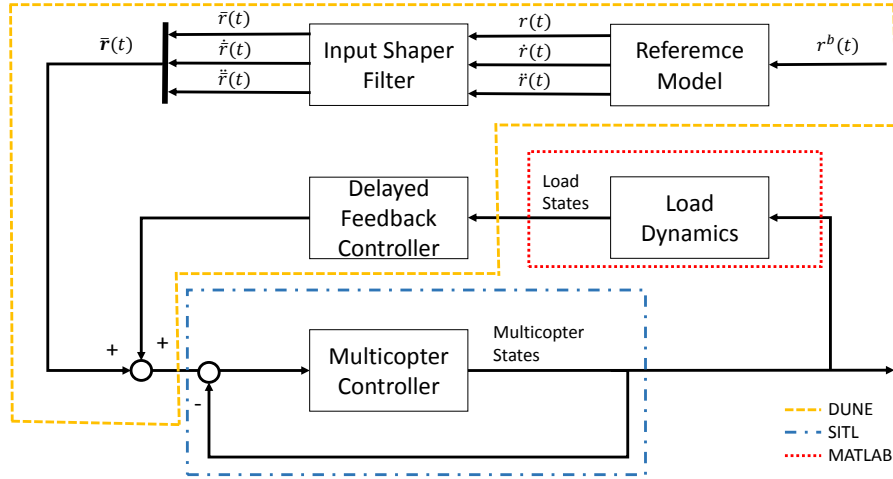 r̄(t)
r̄̇(t)
r̄̈(t)
r̄(t)
Input Shaper
Filter
r(t)
ṙ(t)
r̈(t)
Referemce
Model
r^b(t)
Delayed
Feedback
Controller
Load
States
Load
Dynamics
+
+
-
Multicopter
Controller
Multicopter
States
DUNE
SITL
MATLAB